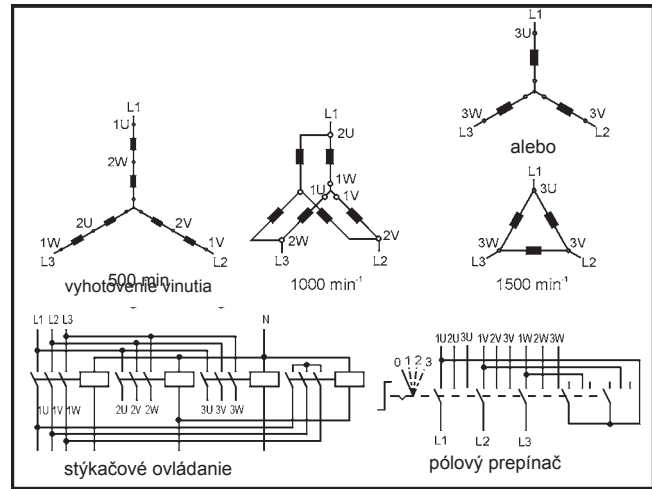 L1
3U
3W
3V
L3
L2
alebo
L1
1U
2W
2U
2V
1W
1V
L3
L2
500 min
vyhotovenie vinutia
L1
2U
1W
1U
1V
2W
2V
L3
L2
1000 min⁻¹
L1
3U
3W
3V
L3
L2
1500 min⁻¹
L1 L2 L3 N
1U 1V 1W 2U 2V 2W 3U 3V 3W
stýkačové ovládanie
1U 2U 3U 1V 2V 3V 1W 2W 3W
0 1 2 3
L1 L2 L3
pólový prepínač